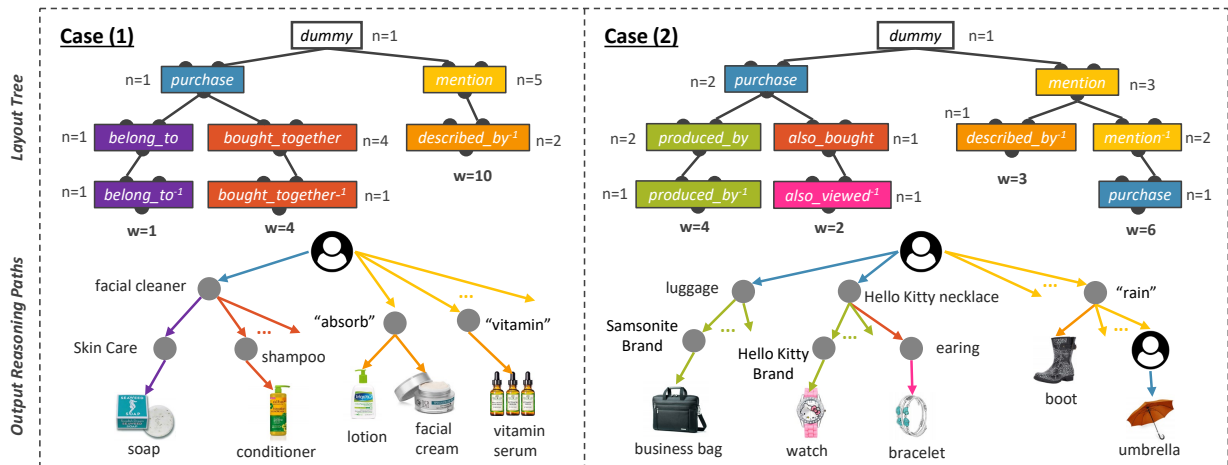 Layout Tree
Case (1)
dummy n=1
n=1 purchase
mention n=5
n=1 belong_to
bought_together n=4
described_by⁻¹ n=2
w=10
n=1 belong_to⁻¹
bought_together⁻¹ n=1
w=1
w=4
Case (2)
dummy n=1
n=2 purchase
mention n=3
n=2 produced_by
also_bought n=1
n=1
described_by⁻¹
mention⁻¹ n=2
w=3
n=1 produced_by⁻¹
also_viewed⁻¹ n=1
purchase n=1
w=4
w=2
w=6
Output Reasoning Paths
facial cleaner
...
"absorb"
"vitamin"
Skin Care
...
shampoo
soap
conditioner
lotion
facial
cream
vitamin
serum
luggage
Hello Kitty necklace
...
"rain"
Samsonite
Brand
...
Hello Kitty
Brand
...
earing
...
boot
business bag
watch
bracelet
umbrella